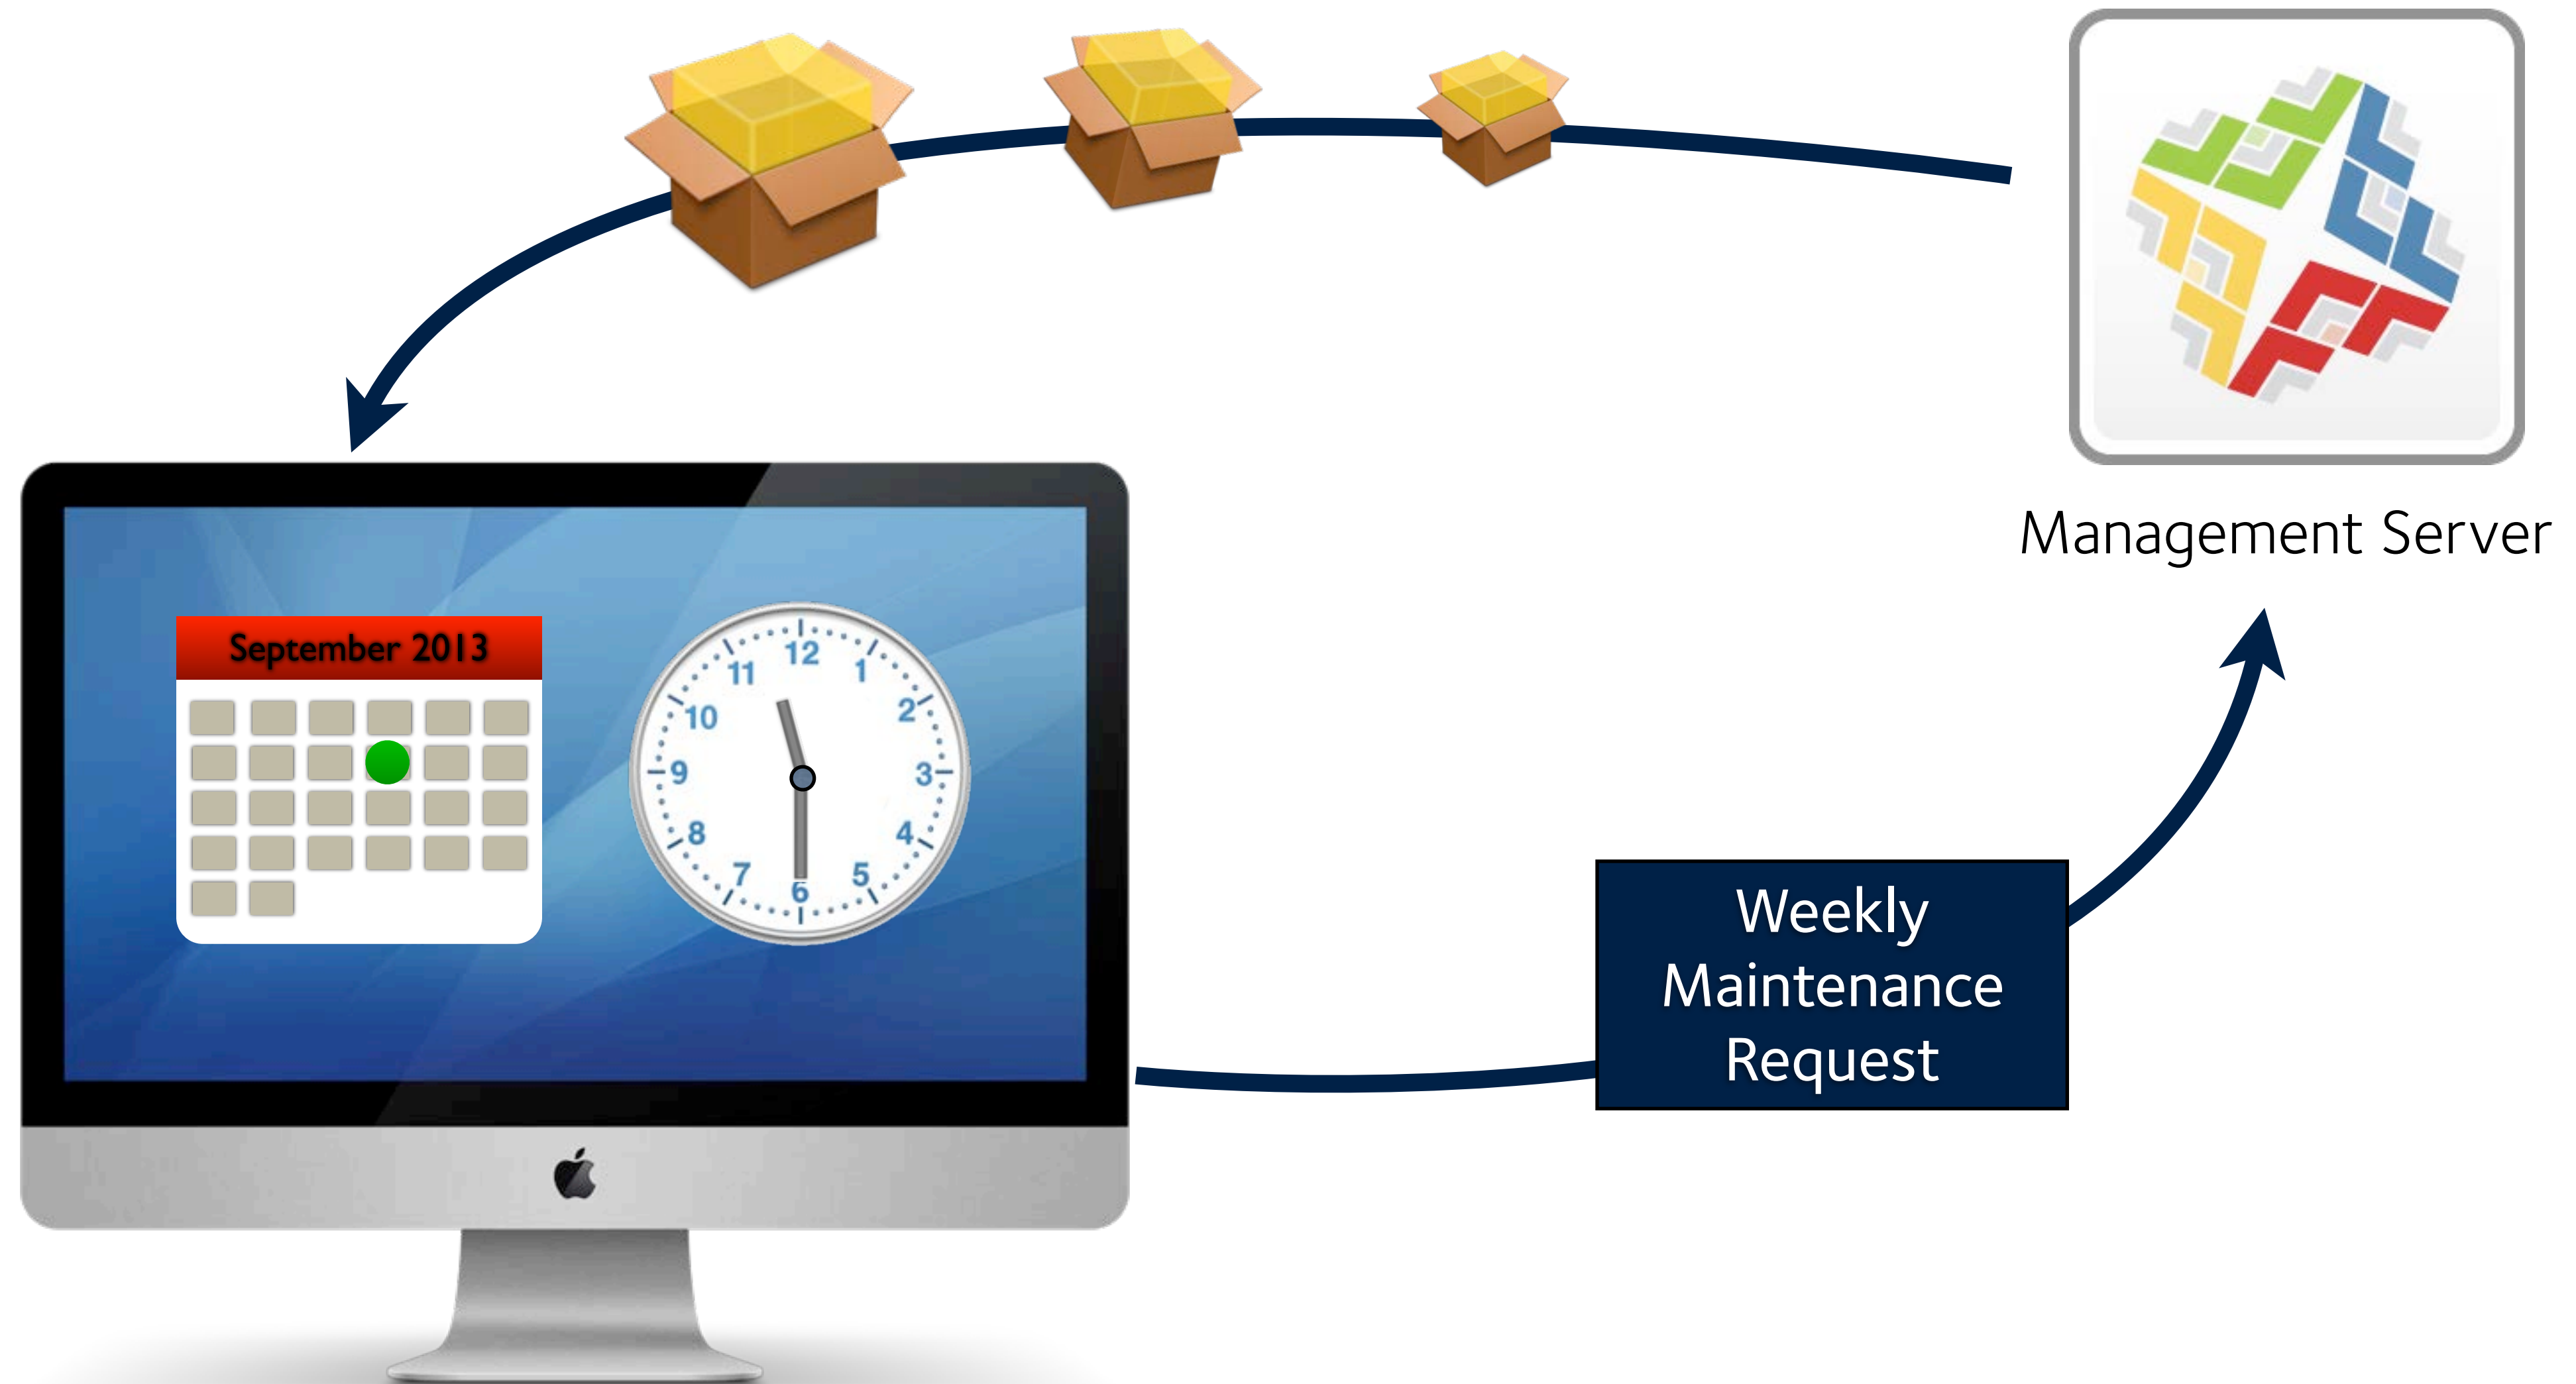 Management Server
September 2013
12
1
2
3
4
5
6
7
8
9
10
11
Weekly
Maintenance
Request